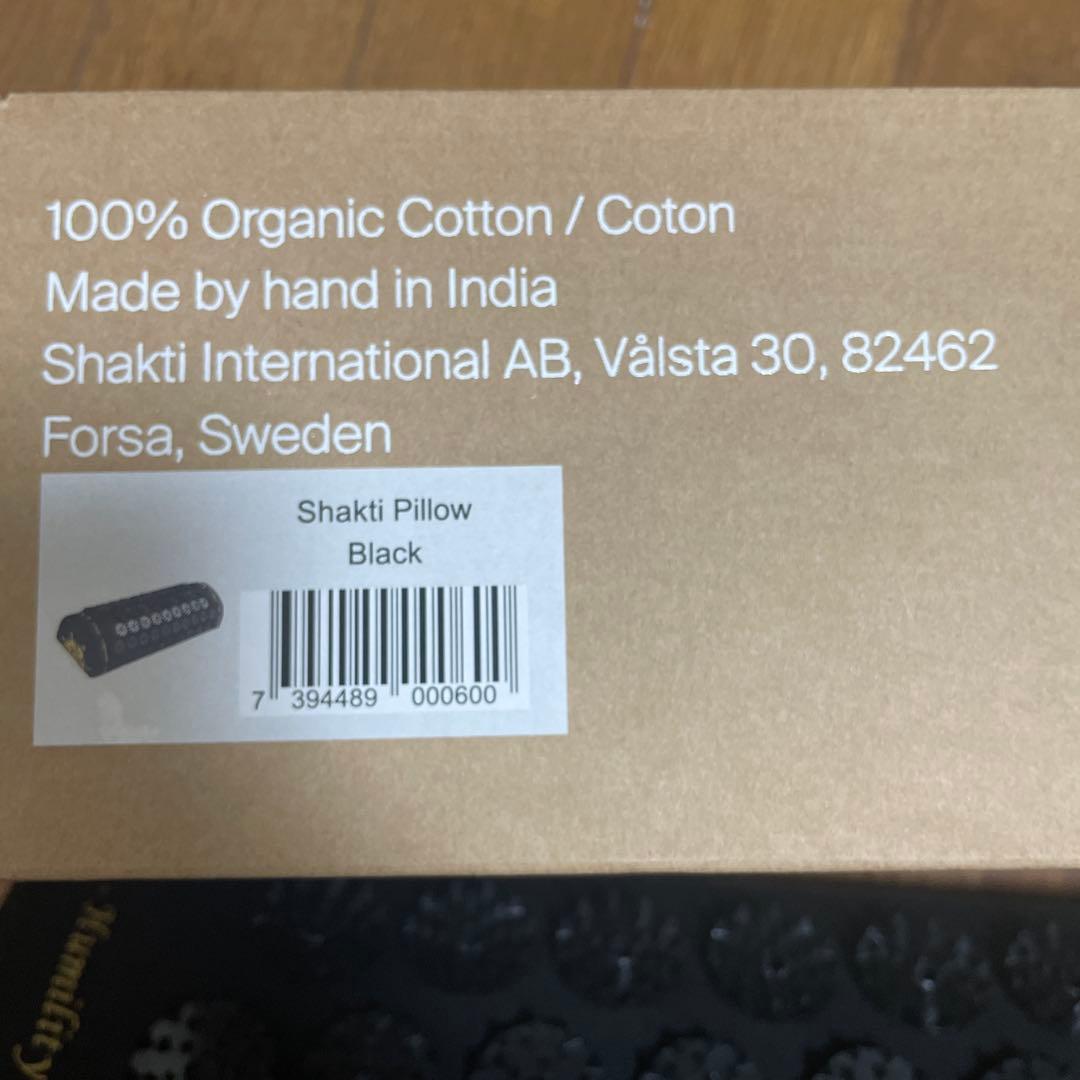 100% Organic Cotton / Coton
Made by hand in India
Shakti International AB, Vålsta 30, 82462
Forsa, Sweden
Shakti Pillow
Black
7 394489 000600